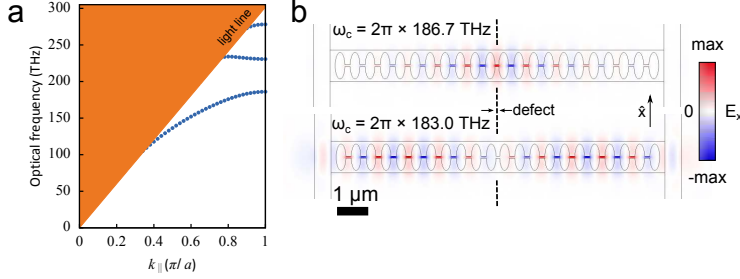 a
Optical frequency (THz)
300
250
200
150
100
50
0
light line
0
0.2
0.4
0.6
0.8
1
k∥(π/a)
b
ωc = 2π × 186.7 THz
defect
ωc = 2π × 183.0 THz
1 μm
x̂
max
0
Ex
-max